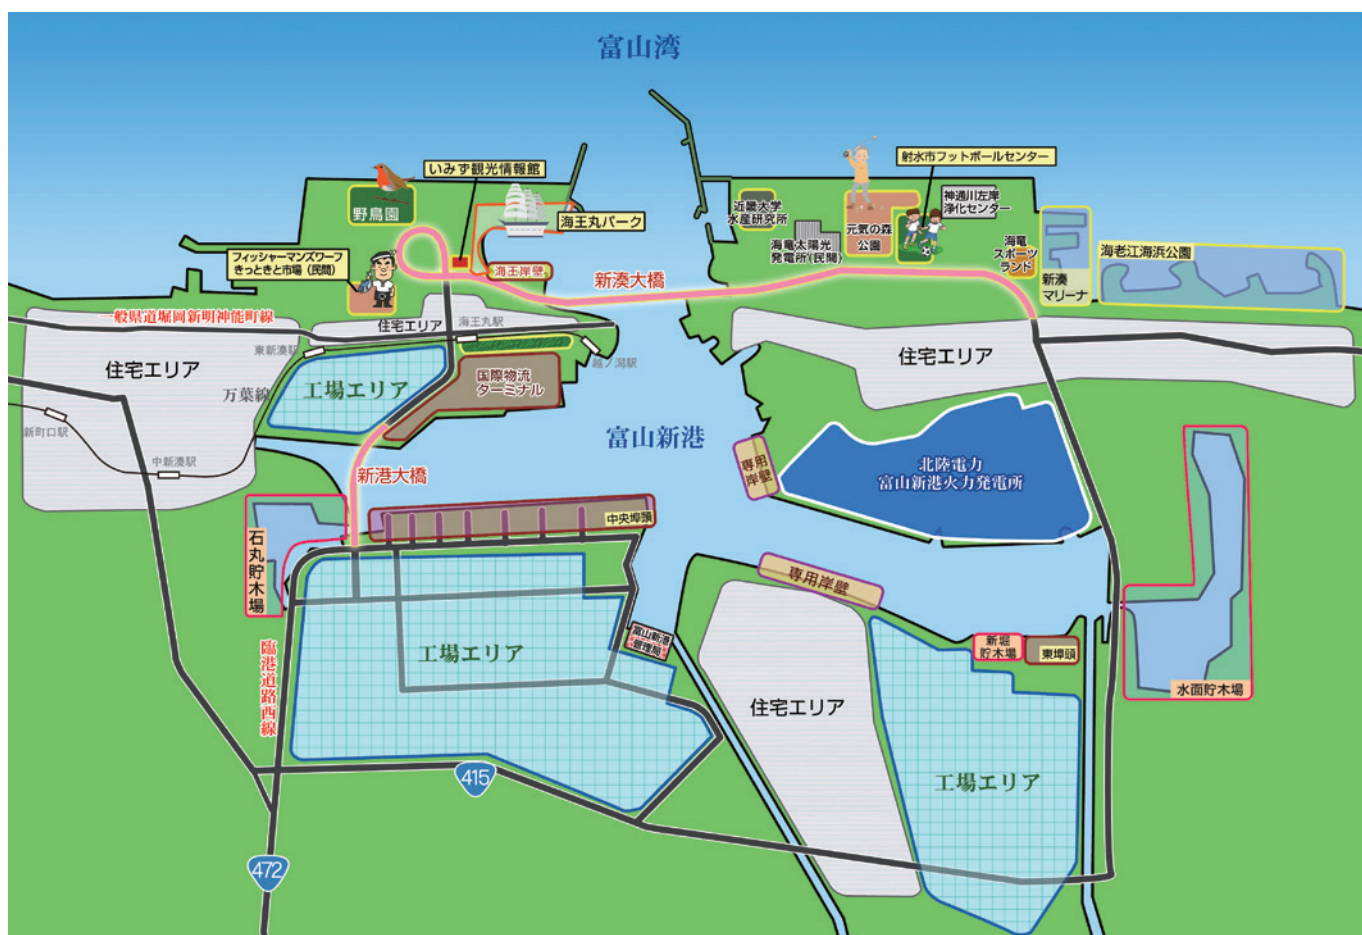 富山湾
いみず観光情報館
野鳥園
海王丸パーク
フィッシャーマンズワーフ
きっときと市場（民間）
海王岸壁
新湊大橋
射水市フットボールセンター
近畿大学
水産研究所
海竜太陽光
発電所（民間）
元気の森
公園
神通川左岸
浄化センター
海竜
スポーツ
ランド
新湊
マリーナ
海老江海浜公園
一般県道堀岡新明神能町線
住宅エリア
海王丸駅
東新湊駅
越ノ潟駅
住宅エリア
万葉線
工場エリア
国際物流
ターミナル
住宅エリア
新町口駅
中新湊駅
富山新港
新港大橋
専用
岸壁
北陸電力
富山新港火力発電所
中央埠頭
石丸貯木場
専用岸壁
臨港道路西線
工場エリア
富山新港
管理局
新堀
貯木場
東埠頭
水面貯木場
住宅エリア
工場エリア
415
472